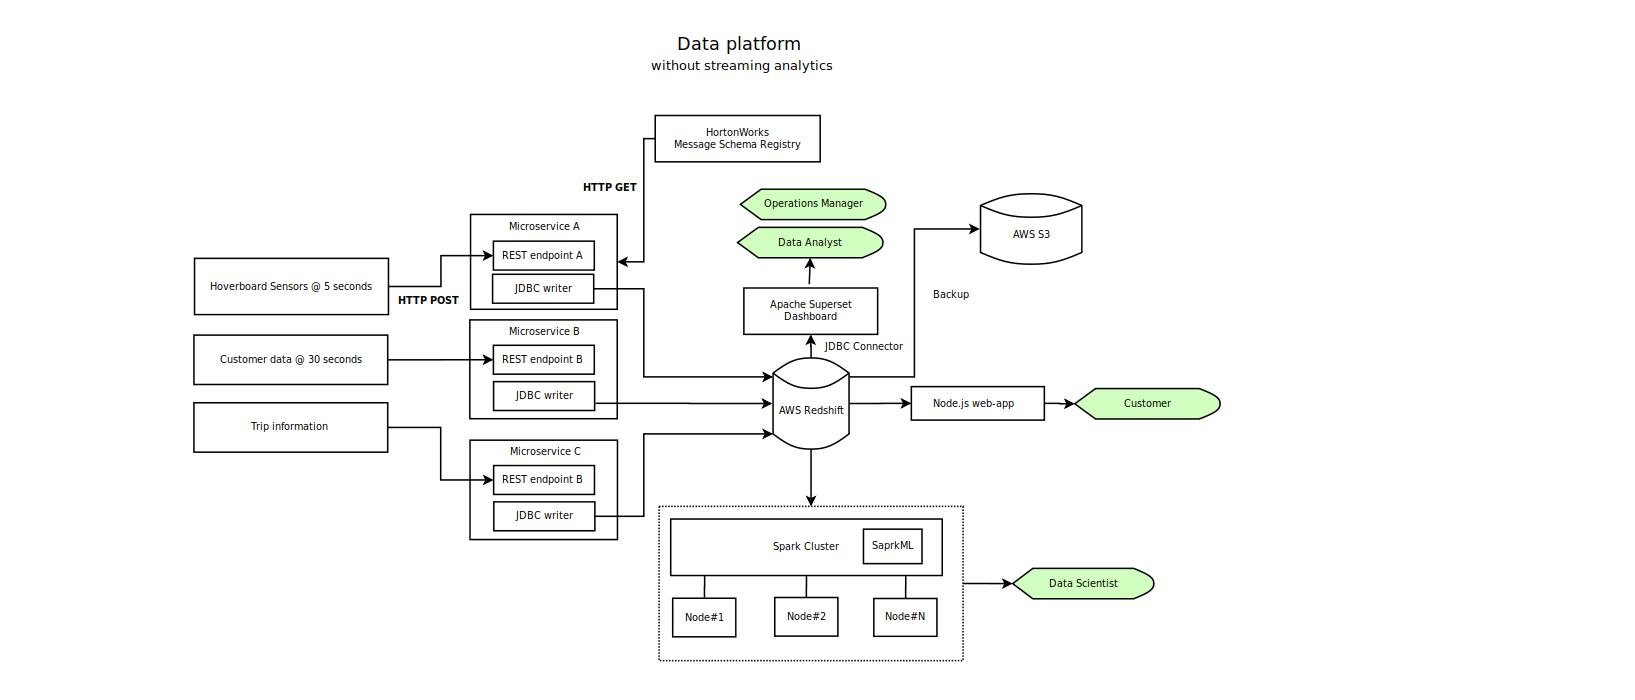 Data platform
without streaming analytics
HortonWorks
Message Schema Registry
HTTP GET
Operations Manager
Data Analyst
AWS S3
Microservice A
REST endpoint A
JDBC writer
Hoverboard Sensors @ 5 seconds
HTTP POST
Apache Superset
Dashboard
Backup
JDBC Connector
Microservice B
REST endpoint B
JDBC writer
Customer data @ 30 seconds
AWS Redshift
Node.js web-app
Customer
Trip information
Microservice C
REST endpoint B
JDBC writer
Spark Cluster
SaprkML
Node#1
Node#2
Node#N
Data Scientist